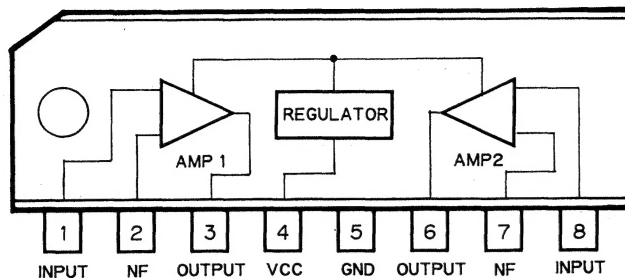 REGULATOR
AMP 1
AMP2
1 2 3 4 5 6 7 8
INPUT NF OUTPUT VCC GND OUTPUT NF INPUT